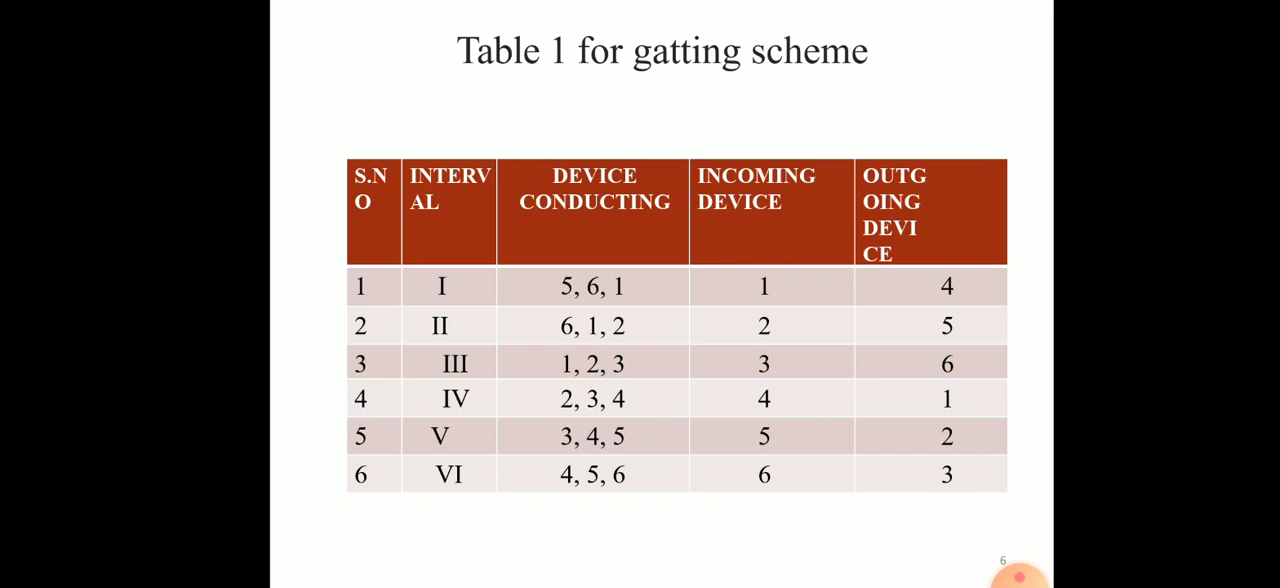 Table 1 for gatting scheme
S.N
O
INTERV
AL
DEVICE
CONDUCTING
INCOMING
DEVICE
OUTG
OING
DEVI
CE
1 I 5, 6, 1 1 4
2 II 6, 1, 2 2 5
3 III 1, 2, 3 3 6
4 IV 2, 3, 4 4 1
5 V 3, 4, 5 5 2
6 VI 4, 5, 6 6 3
6